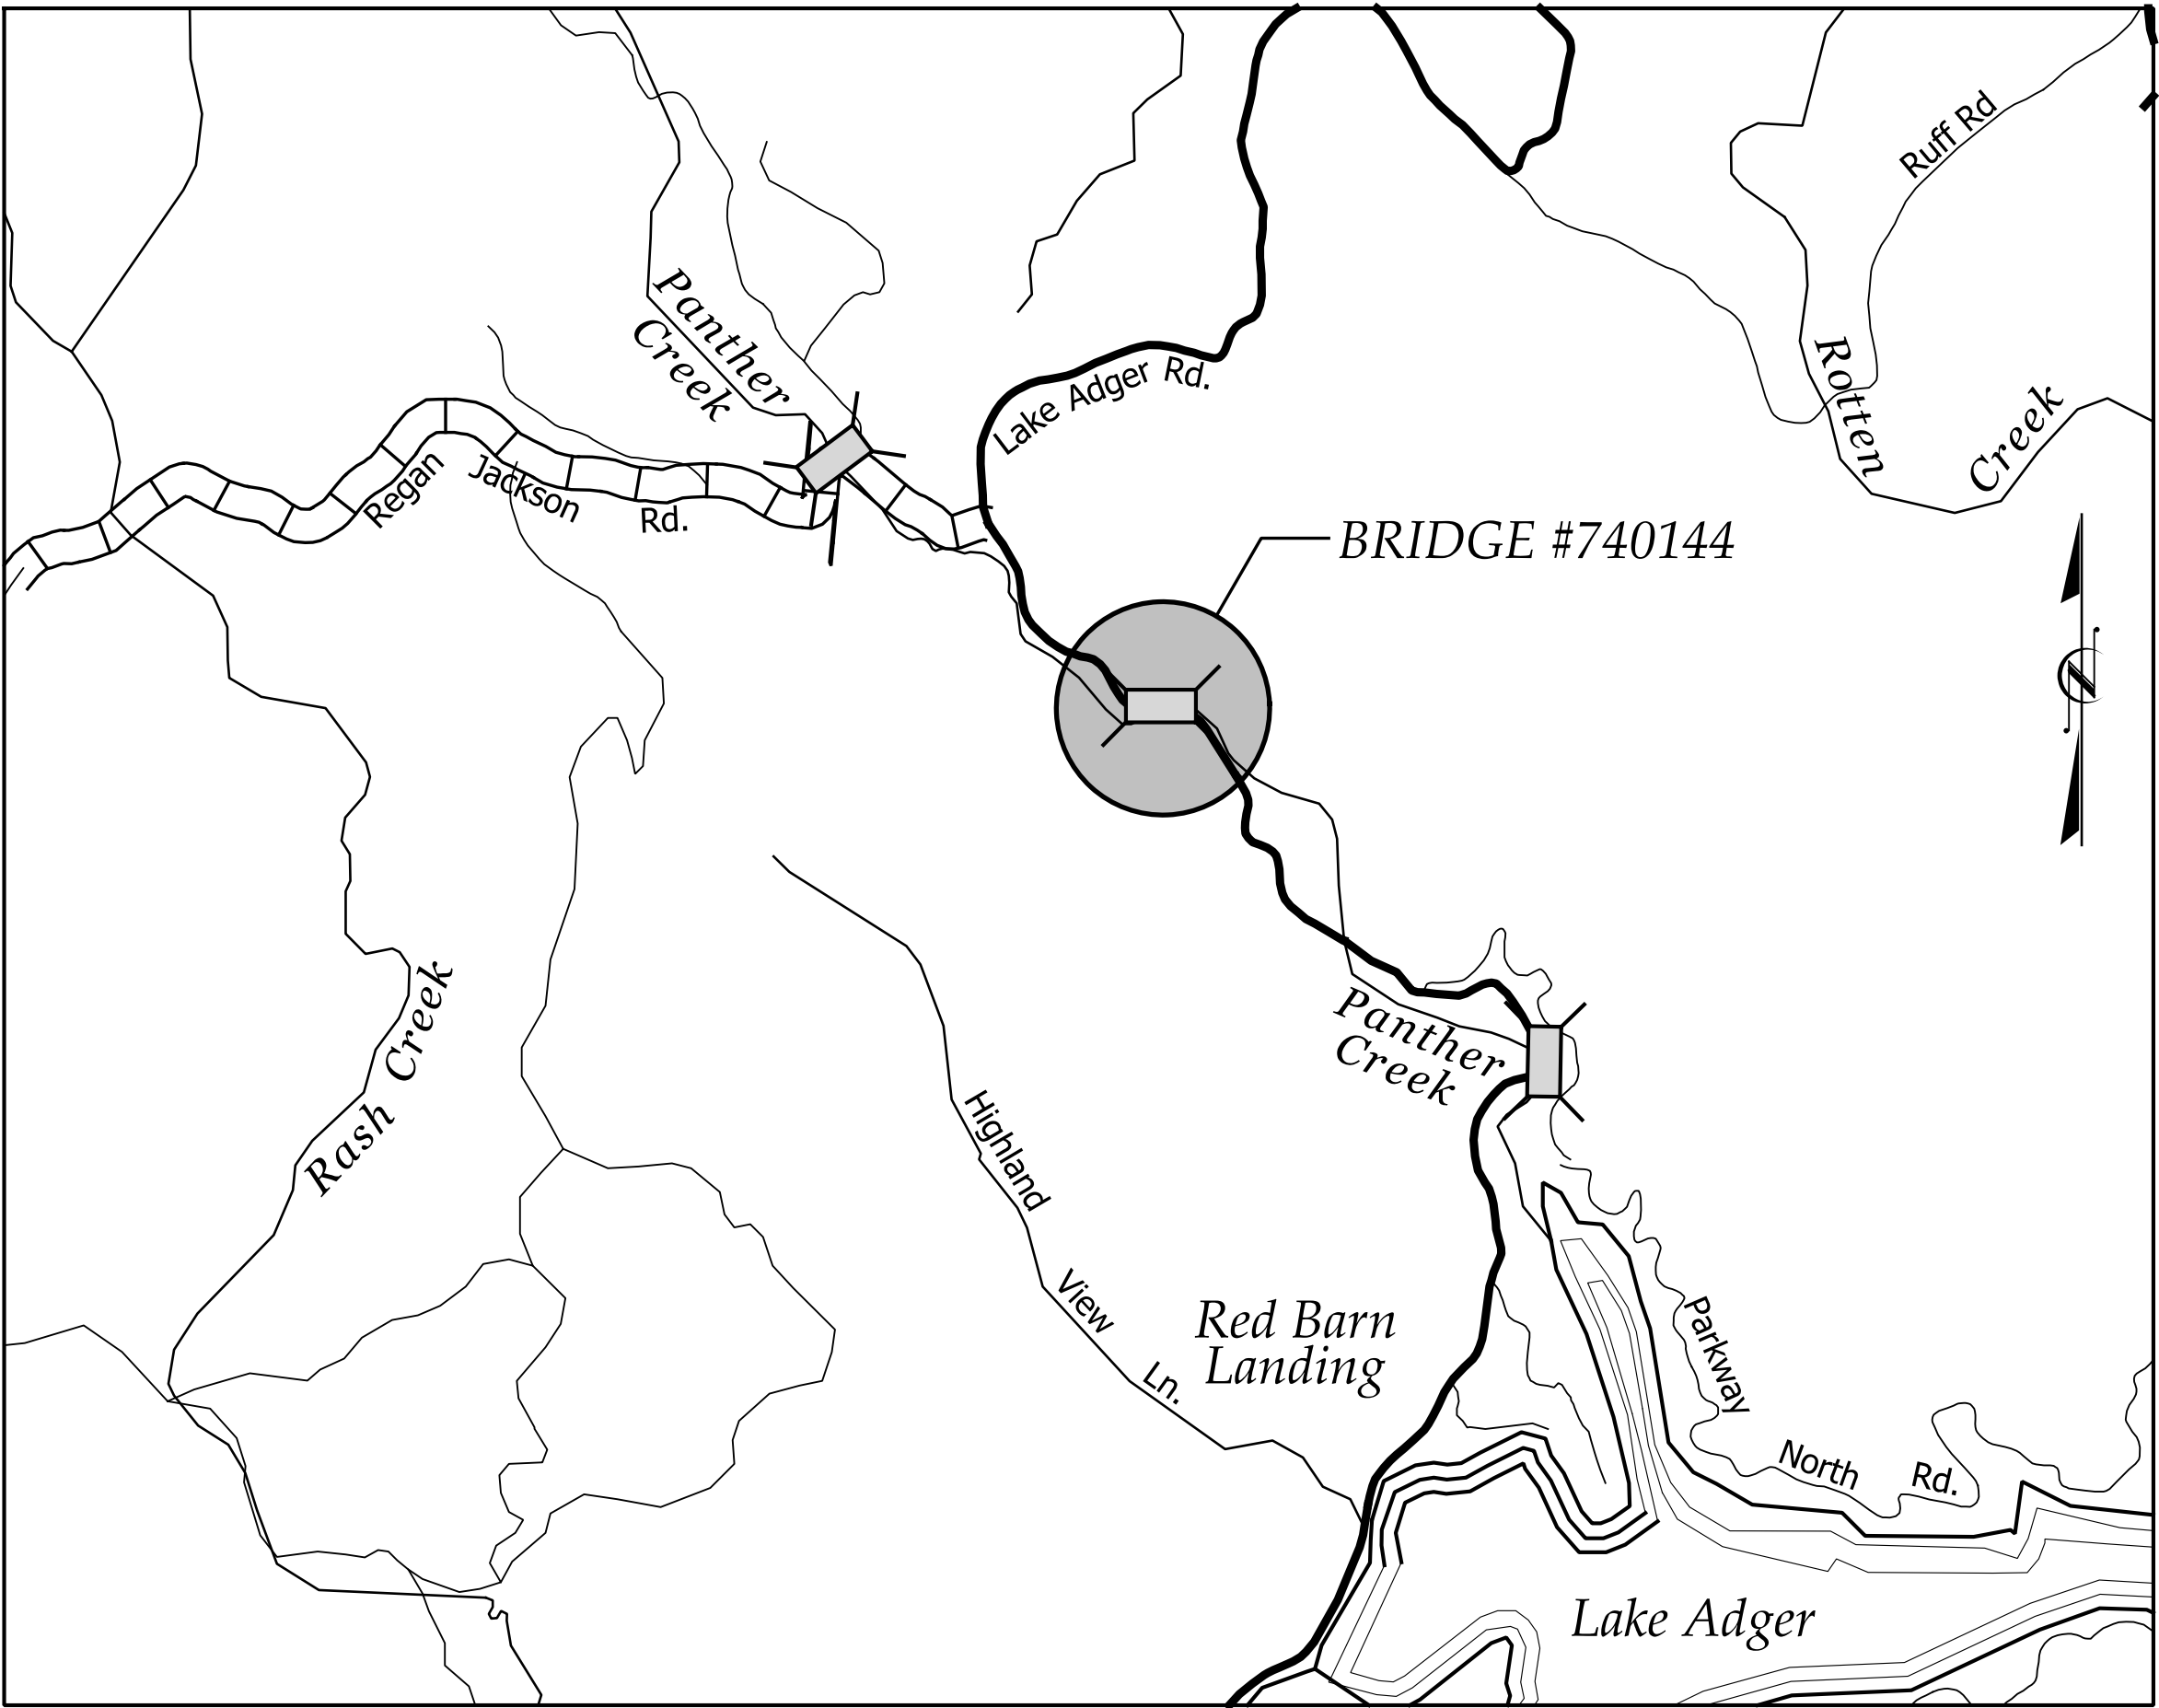 Ruff Rd
Panther
Creek
Lake Adger Rd.
Rotten
Creek
Regan Jackson Rd.
BRIDGE #740144
N
Rash Creek
Panther
Creek
Highland View Ln.
Red Barn
Landing
Parkway
North Rd.
Lake Adger